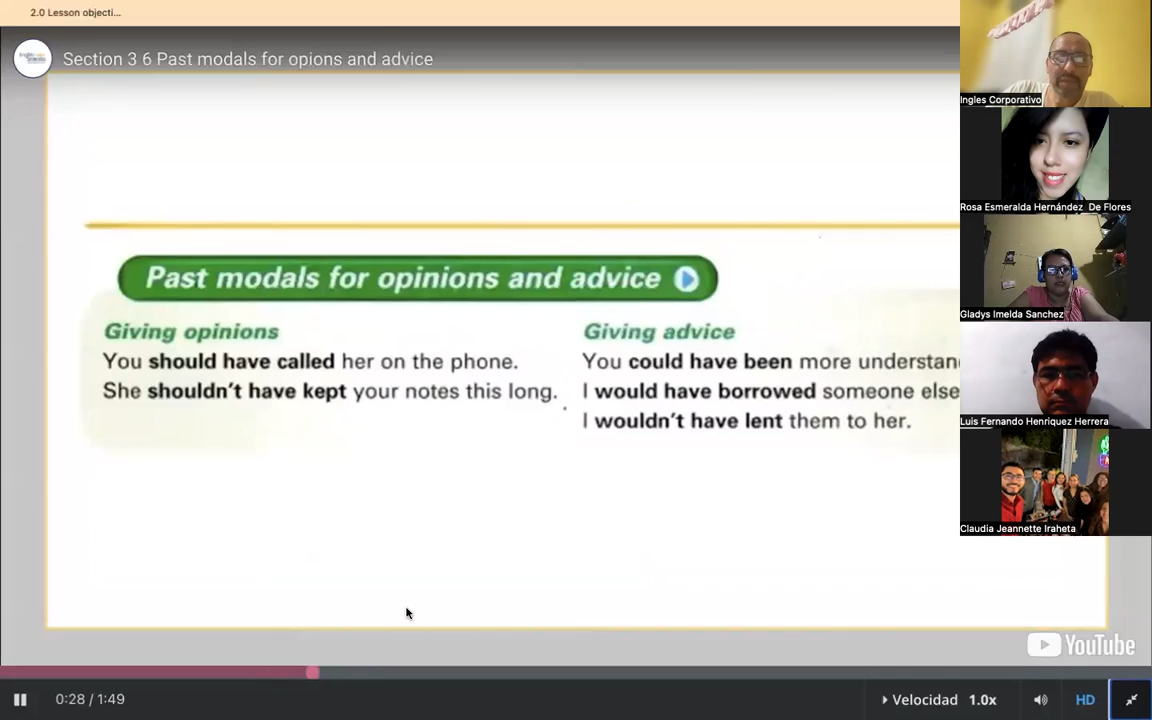 2.0 Lesson objecti...
Section 3 6 Past modals for opions and advice
Past modals for opinions and advice
Giving opinions
You should have called her on the phone.
She shouldn't have kept your notes this long.
Giving advice
You could have been more understan
I would have borrowed someone else
I wouldn't have lent them to her.
Ingles Corporativo
Rosa Esmeralda Hernández De Flores
Gladys Imelda Sanchez
Luis Fernando Henriquez Herrera
Claudia Jeannette Iraheta
YouTube
0:28 / 1:49
Velocidad 1.0x
HD